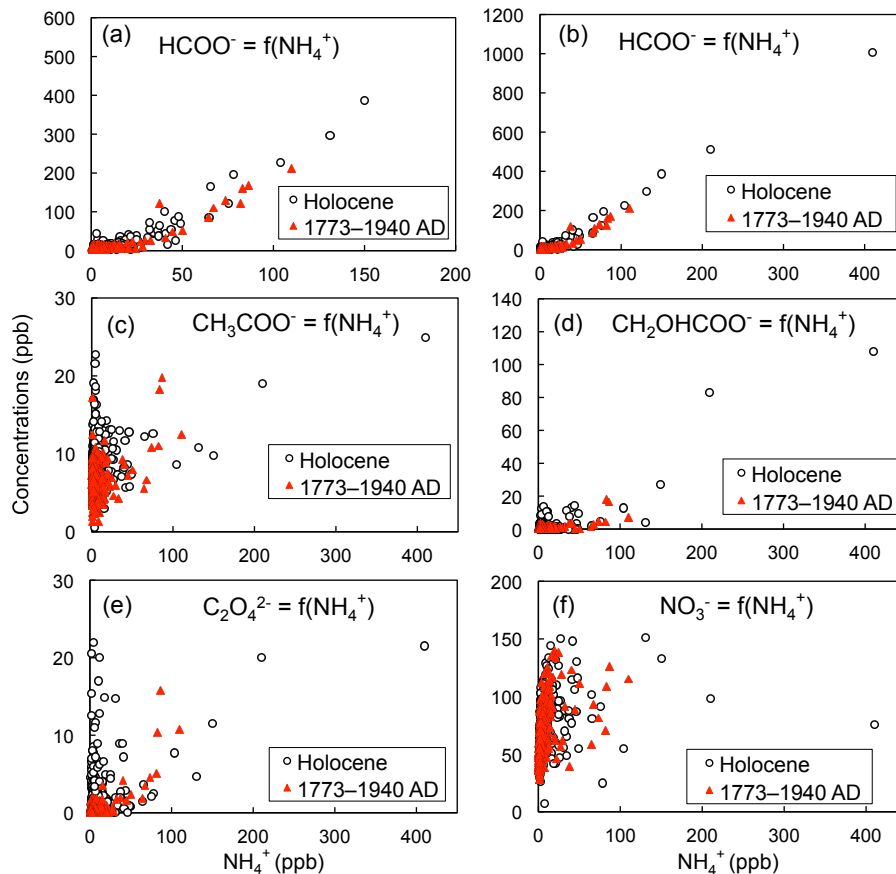 (a) HCOO⁻ = f(NH₄⁺)
600
500
400
300
200
100
0
0 50 100 150 200
Holocene
1773–1940 AD
(b) HCOO⁻ = f(NH₄⁺)
1200
1000
800
600
400
200
0
0 100 200 300 400
Holocene
1773–1940 AD
Concentrations (ppb)
(c) CH₃COO⁻ = f(NH₄⁺)
30
20
10
0
0 100 200 300 400
Holocene
1773–1940 AD
(d) CH₂OHCOO⁻ = f(NH₄⁺)
140
120
100
80
60
40
20
0
0 100 200 300 400
Holocene
1773–1940 AD
(e) C₂O₄²⁻ = f(NH₄⁺)
30
20
10
0
0 100 200 300 400
Holocene
1773–1940 AD
NH₄⁺ (ppb)
(f) NO₃⁻ = f(NH₄⁺)
200
150
100
50
0
0 100 200 300 400
Holocene
1773–1940 AD
NH₄⁺ (ppb)